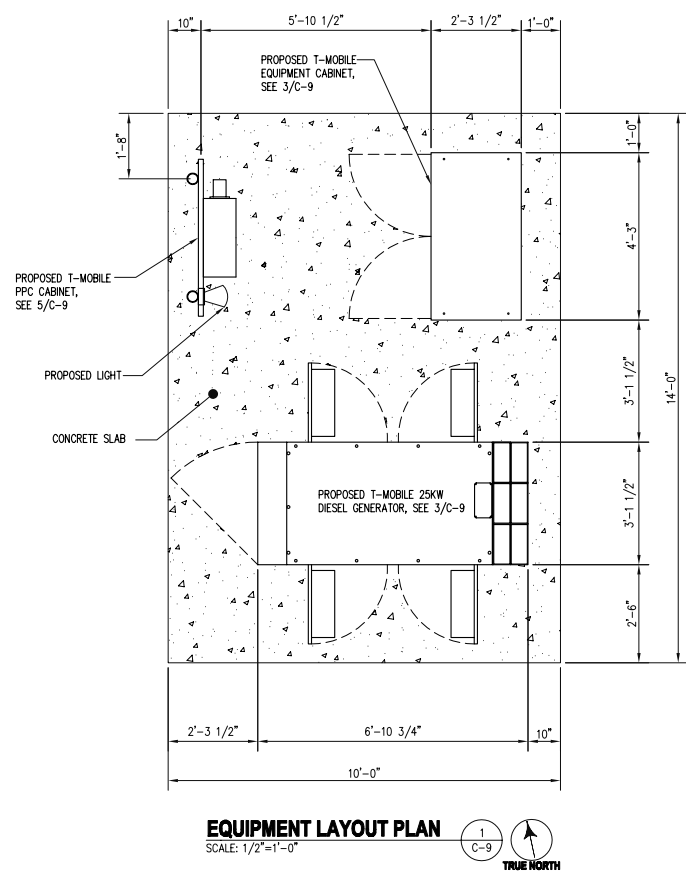 10"
5'-10 1/2"
2'-3 1/2"
1'-0"
PROPOSED T-MOBILE
EQUIPMENT CABINET,
SEE 3/C-9
1'-8"
1'-0"
4'-3"
PROPOSED T-MOBILE
PPC CABINET,
SEE 5/C-9
PROPOSED LIGHT
3'-1 1/2"
14'-0"
CONCRETE SLAB
PROPOSED T-MOBILE 25KW
DIESEL GENERATOR, SEE 3/C-9
3'-1 1/2"
2'-6"
2'-3 1/2"
6'-10 3/4"
10"
10'-0"
EQUIPMENT LAYOUT PLAN
SCALE: 1/2"=1'-0"
1
C-9
TRUE NORTH